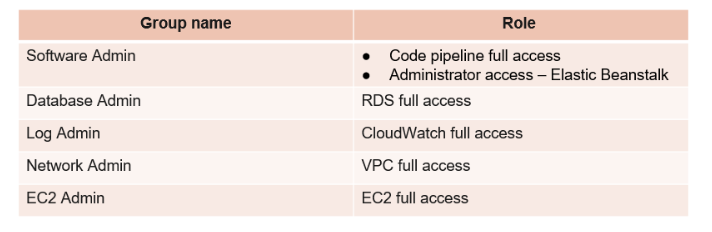 Group name Role
Software Admin ● Code pipeline full access
● Administrator access – Elastic Beanstalk
Database Admin RDS full access
Log Admin CloudWatch full access
Network Admin VPC full access
EC2 Admin EC2 full access